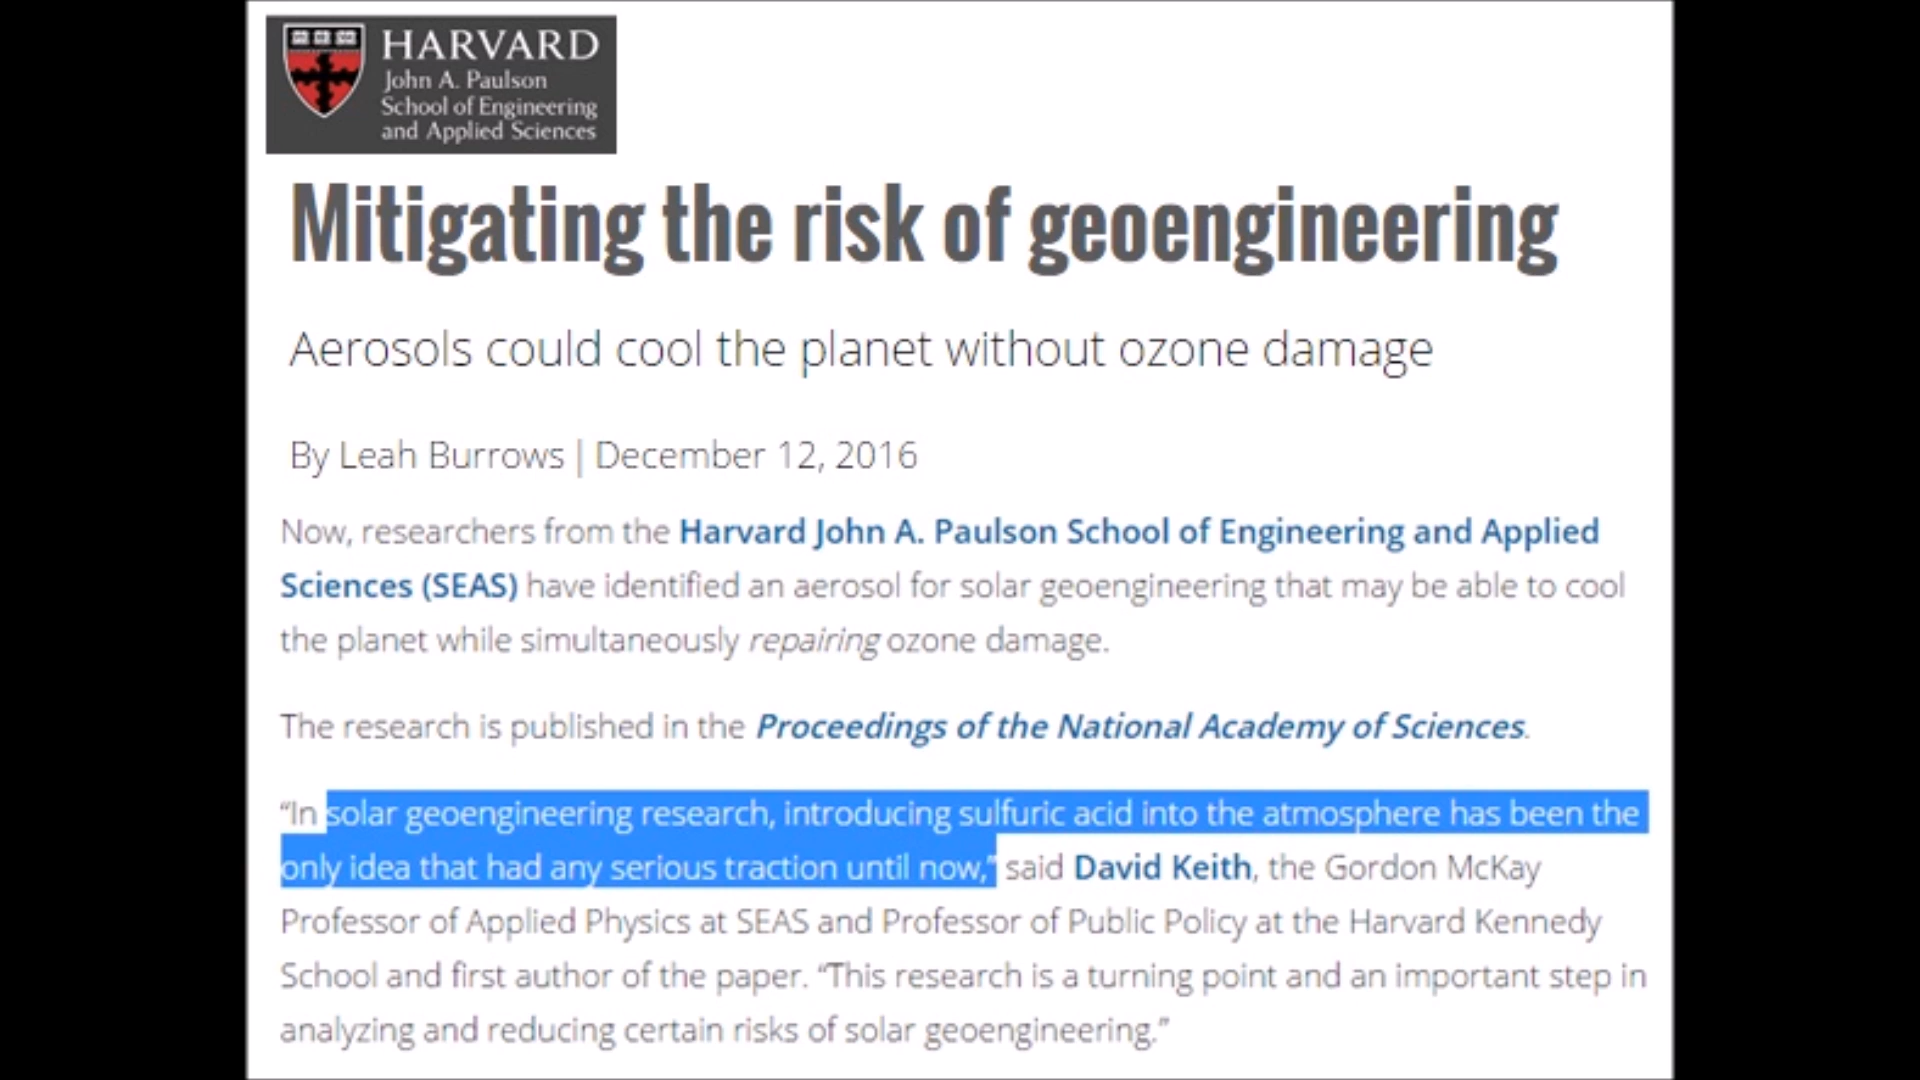 HARVARD
John A. Paulson
School of Engineering
and Applied Sciences
Mitigating the risk of geoengineering
Aerosols could cool the planet without ozone damage
By Leah Burrows | December 12, 2016
Now, researchers from the Harvard John A. Paulson School of Engineering and Applied
Sciences (SEAS) have identified an aerosol for solar geoengineering that may be able to cool
the planet while simultaneously repairing ozone damage.
The research is published in the Proceedings of the National Academy of Sciences.
“In solar geoengineering research, introducing sulfuric acid into the atmosphere has been the
only idea that had any serious traction until now,” said David Keith, the Gordon McKay
Professor of Applied Physics at SEAS and Professor of Public Policy at the Harvard Kennedy
School and first author of the paper. “This research is a turning point and an important step in
analyzing and reducing certain risks of solar geoengineering.”